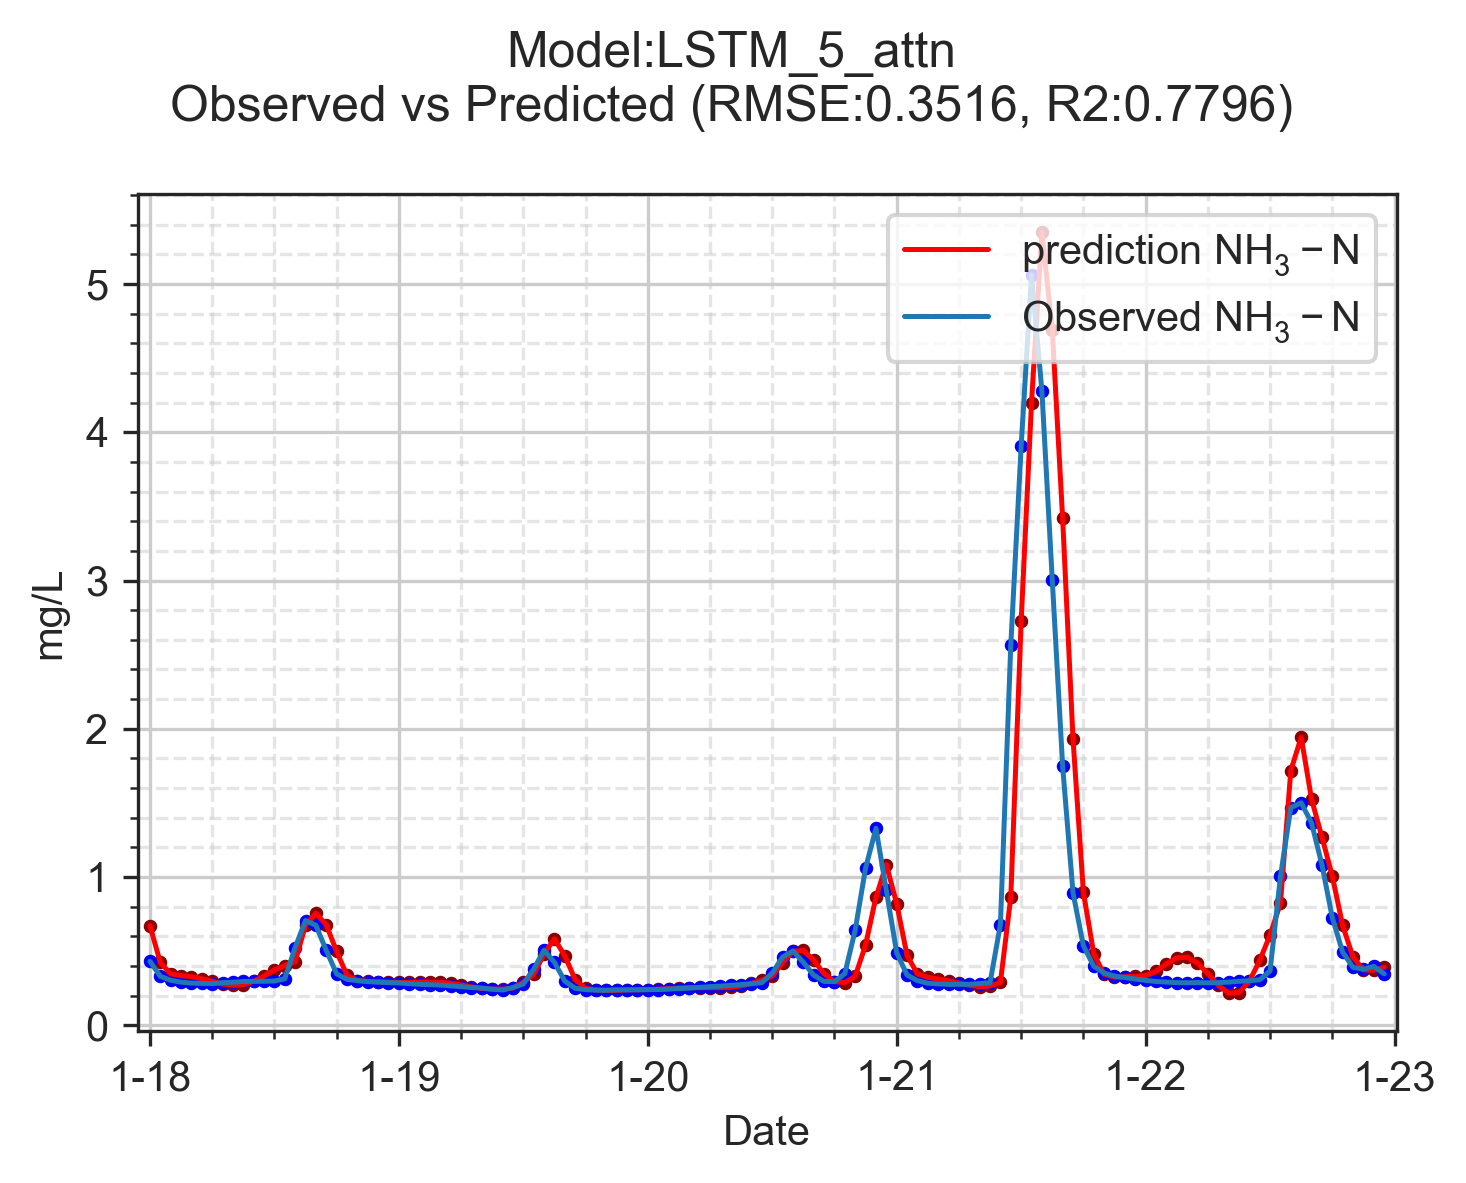 Model:LSTM_5_attn
Observed vs Predicted (RMSE:0.3516, R2:0.7796)
prediction NH₃ − N
Observed NH₃ − N
5
4
3
2
1
0
mg/L
1-18 1-19 1-20 1-21 1-22 1-23
Date